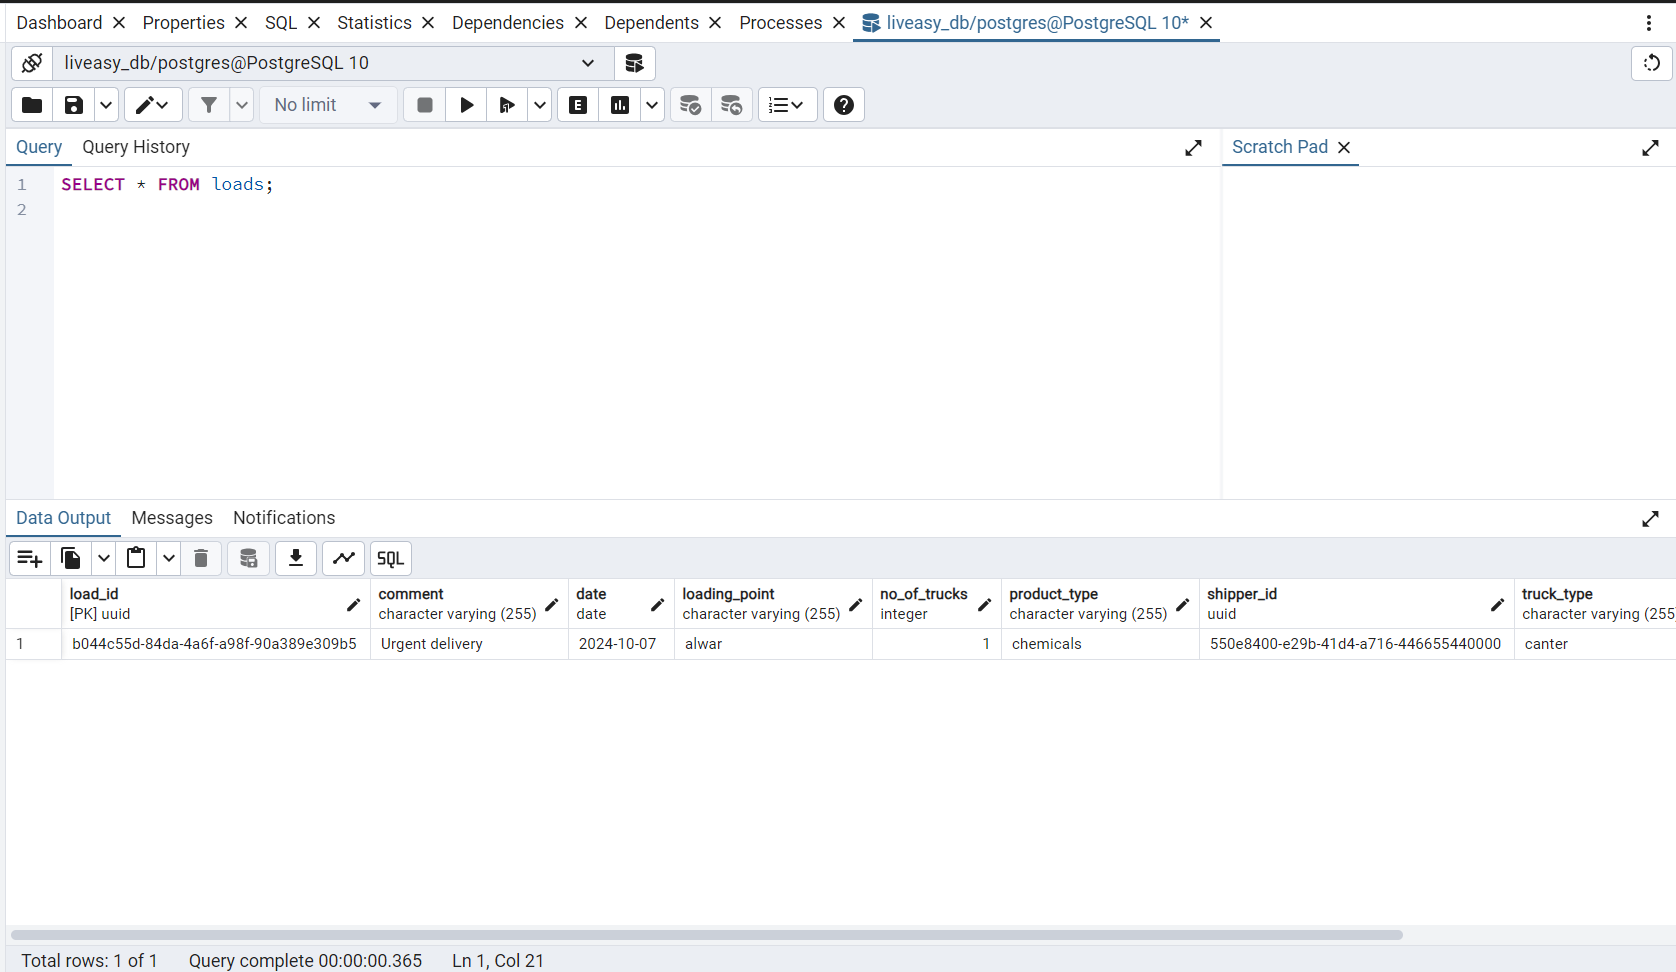 Dashboard Properties SQL Statistics Dependencies Dependents Processes liveasy_db/postgres@PostgreSQL 10*
liveasy_db/postgres@PostgreSQL 10
No limit E
Query Query History Scratch Pad
1 SELECT * FROM loads;
2
Data Output Messages Notifications
SQL
load_id comment date loading_point no_of_trucks product_type shipper_id truck_type
[PK] uuid character varying (255) date character varying (255) integer character varying (255) uuid character varying (255
1 b044c55d-84da-4a6f-a98f-90a389e309b5 Urgent delivery 2024-10-07 alwar 1 chemicals 550e8400-e29b-41d4-a716-446655440000 canter
Total rows: 1 of 1 Query complete 00:00:00.365 Ln 1, Col 21